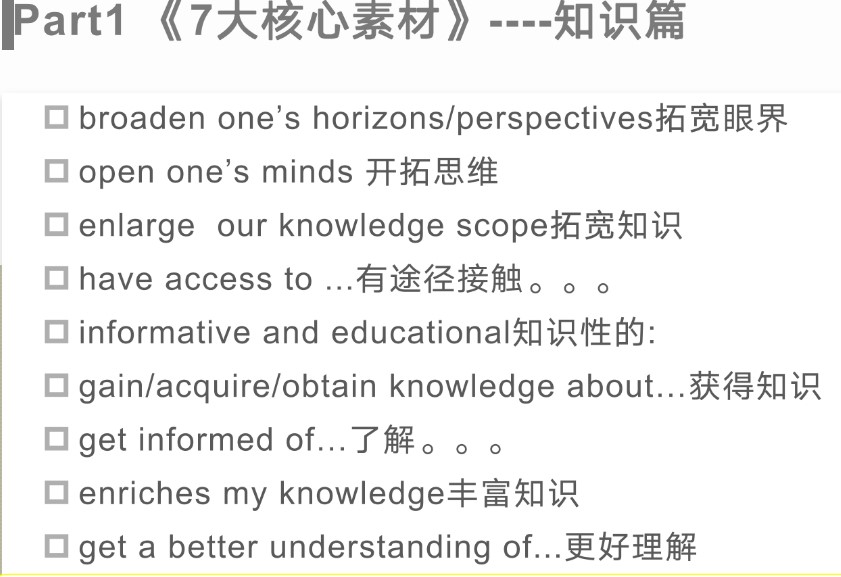 Part1 《7大核心素材》----知识篇
broaden one’s horizons/perspectives拓宽眼界
open one’s minds 开拓思维
enlarge  our knowledge scope拓宽知识
have access to ...有途径接触。。。
informative and educational知识性的:
gain/acquire/obtain knowledge about...获得知识
get informed of...了解。。。
enriches my knowledge丰富知识
get a better understanding of...更好理解